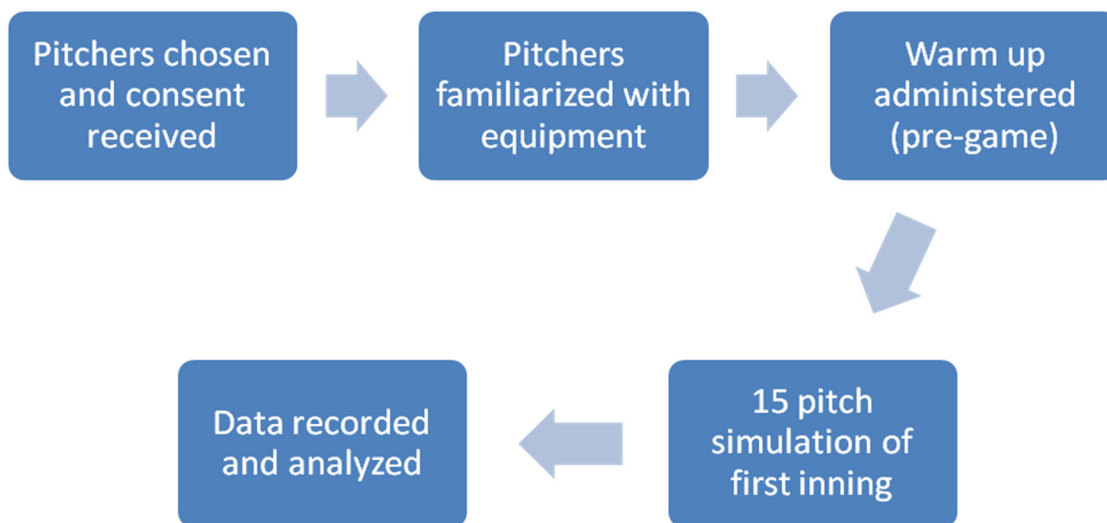 Pitchers chosen
and consent
received
Pitchers
familiarized with
equipment
Warm up
administered
(pre-game)
15 pitch
simulation of
first inning
Data recorded
and analyzed